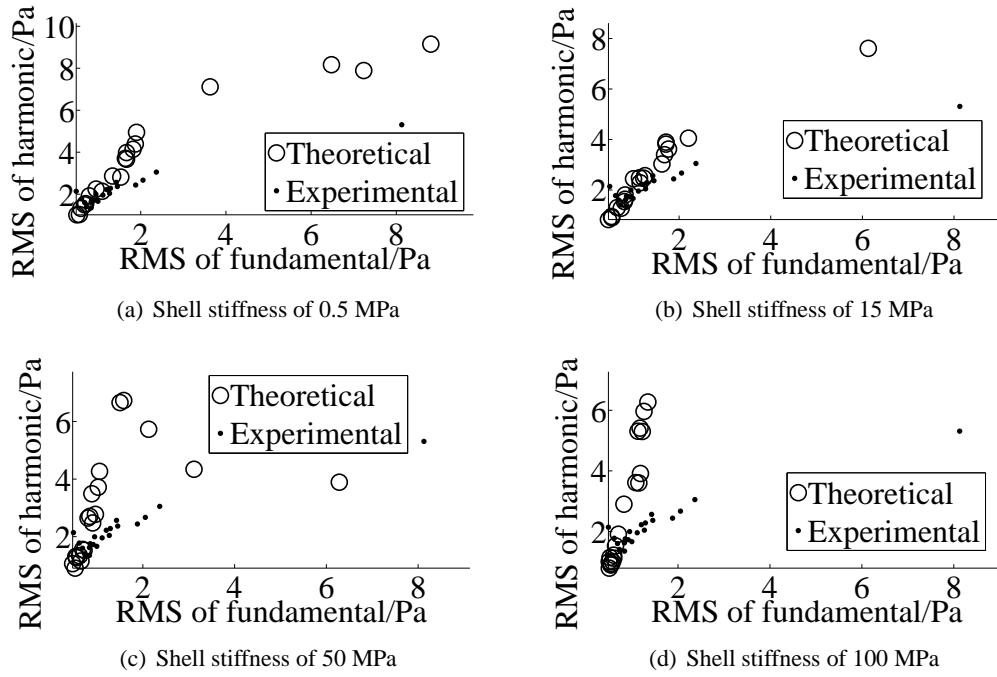 RMS of harmonic/Pa
10
8
6
4
2
2
4
6
8
Theoretical
Experimental
RMS of fundamental/Pa
(a) Shell stiffness of 0.5 MPa
RMS of harmonic/Pa
8
6
4
2
2
4
6
8
Theoretical
Experimental
RMS of fundamental/Pa
(b) Shell stiffness of 15 MPa
RMS of harmonic/Pa
6
4
2
2
4
6
8
Theoretical
Experimental
RMS of fundamental/Pa
(c) Shell stiffness of 50 MPa
RMS of harmonic/Pa
6
4
2
2
4
6
8
Theoretical
Experimental
RMS of fundamental/Pa
(d) Shell stiffness of 100 MPa